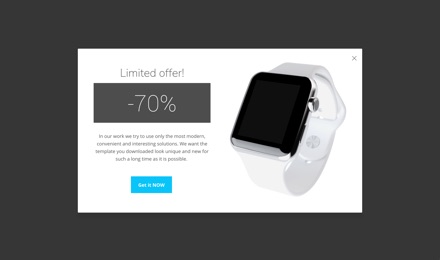 Limited offer!
-70%
In our work we try to use only the most modern,
convenient and interesting solutions. We want the
template you downloaded look unique and new for
such a long time as it is possible.
Get it NOW